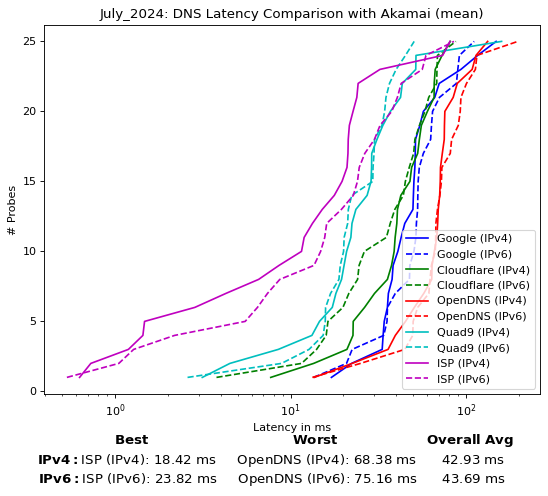 July_2024: DNS Latency Comparison with Akamai (mean)
# Probes
25
20
15
10
5
0
Google (IPv4)
Google (IPv6)
Cloudflare (IPv4)
Cloudflare (IPv6)
OpenDNS (IPv4)
OpenDNS (IPv6)
Quad9 (IPv4)
Quad9 (IPv6)
ISP (IPv4)
ISP (IPv6)
10⁰ 10¹ 10²
Latency in ms
Best Worst Overall Avg
IPv4: ISP (IPv4): 18.42 ms OpenDNS (IPv4): 68.38 ms 42.93 ms
IPv6: ISP (IPv6): 23.82 ms OpenDNS (IPv6): 75.16 ms 43.69 ms